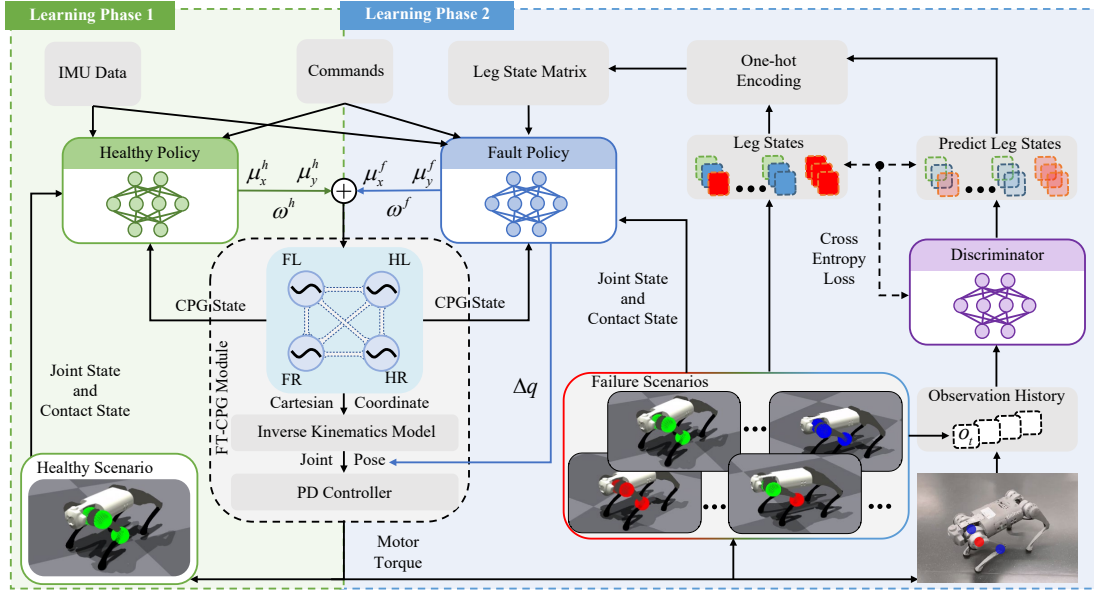 Learning Phase 1
Learning Phase 2
IMU Data
Commands
Leg State Matrix
One-hot
Encoding
Healthy Policy
Fault Policy
Leg States
Predict Leg States
μ_x^h
μ_y^h
μ_x^f
μ_y^f
ω^h
ω^f
FL
HL
FR
HR
CPG State
CPG State
Cross
Entropy
Loss
Discriminator
Joint State
and
Contact State
Joint State
and
Contact State
FT-CPG Module
Cartesian Coordinate
Inverse Kinematics Model
Joint Pose
PD Controller
Δq
Failure Scenarios
Observation History
O_t
Healthy Scenario
Motor
Torque